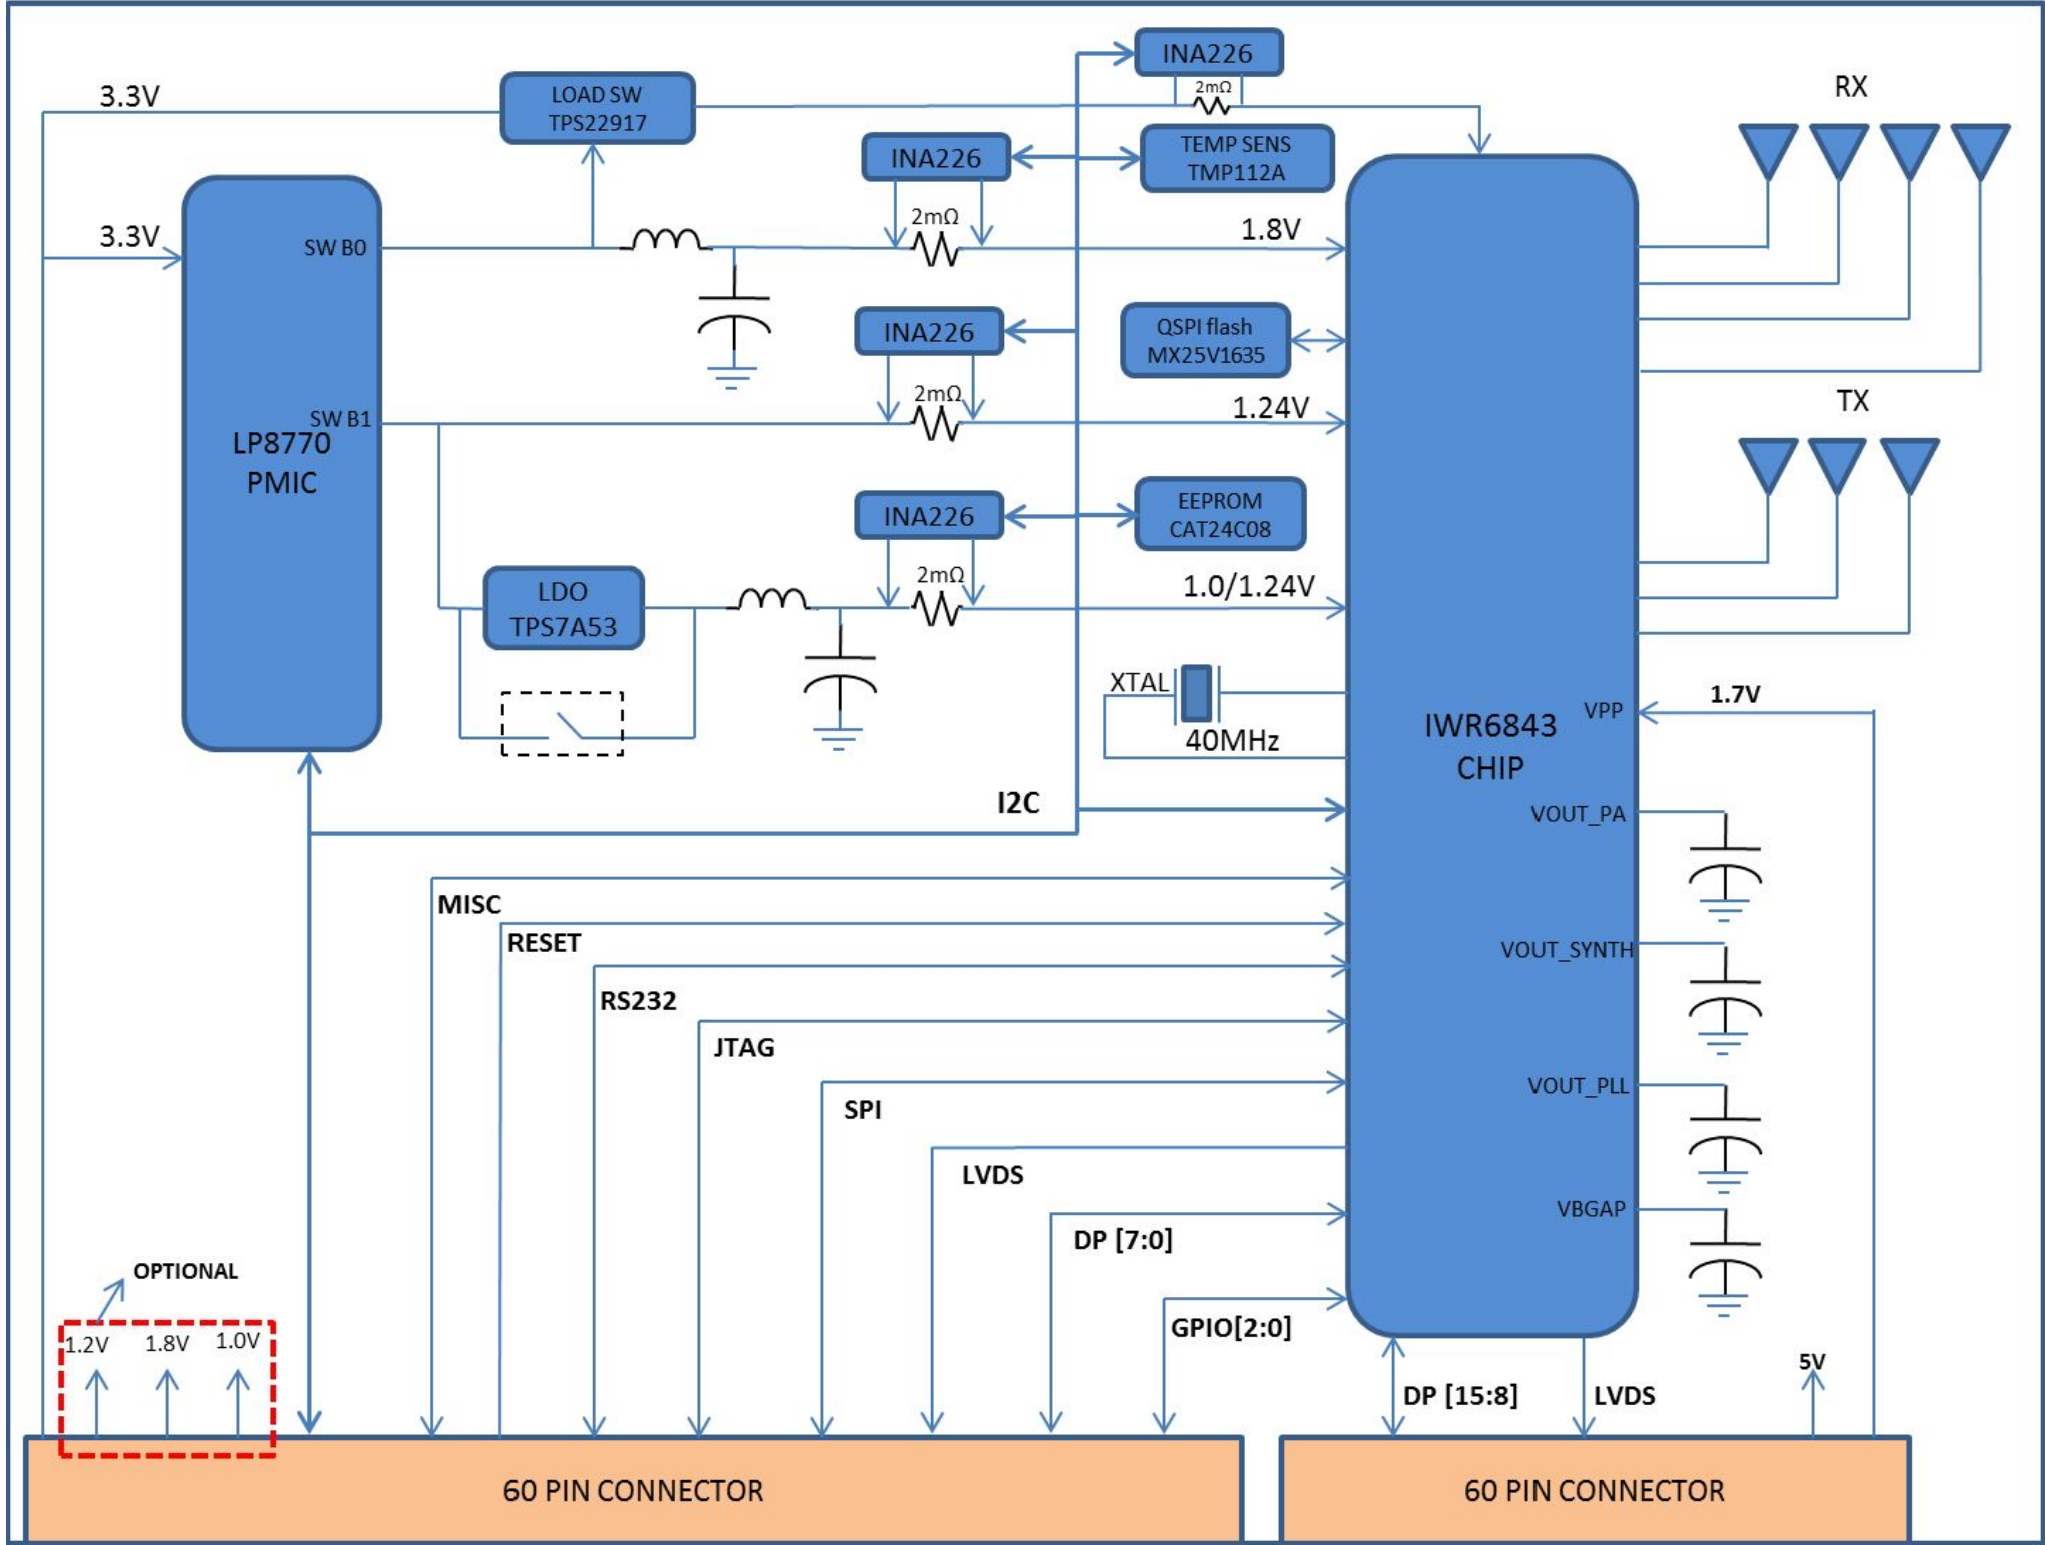 INA226
2mΩ
RX
3.3V
LOAD SW
TPS22917
INA226
TEMP SENS
TMP112A
3.3V
SW B0
2mΩ
1.8V
INA226
QSPI flash
MX25V1635
2mΩ
1.24V
TX
SW B1
LP8770
PMIC
INA226
EEPROM
CAT24C08
LDO
TPS7A53
2mΩ
1.0/1.24V
XTAL
40MHz
IWR6843
CHIP
VPP
1.7V
I2C
VOUT_PA
MISC
RESET
VOUT_SYNTH
RS232
JTAG
VOUT_PLL
SPI
LVDS
VBGAP
DP [7:0]
OPTIONAL
1.2V
1.8V
1.0V
GPIO[2:0]
DP [15:8]
LVDS
5V
60 PIN CONNECTOR
60 PIN CONNECTOR